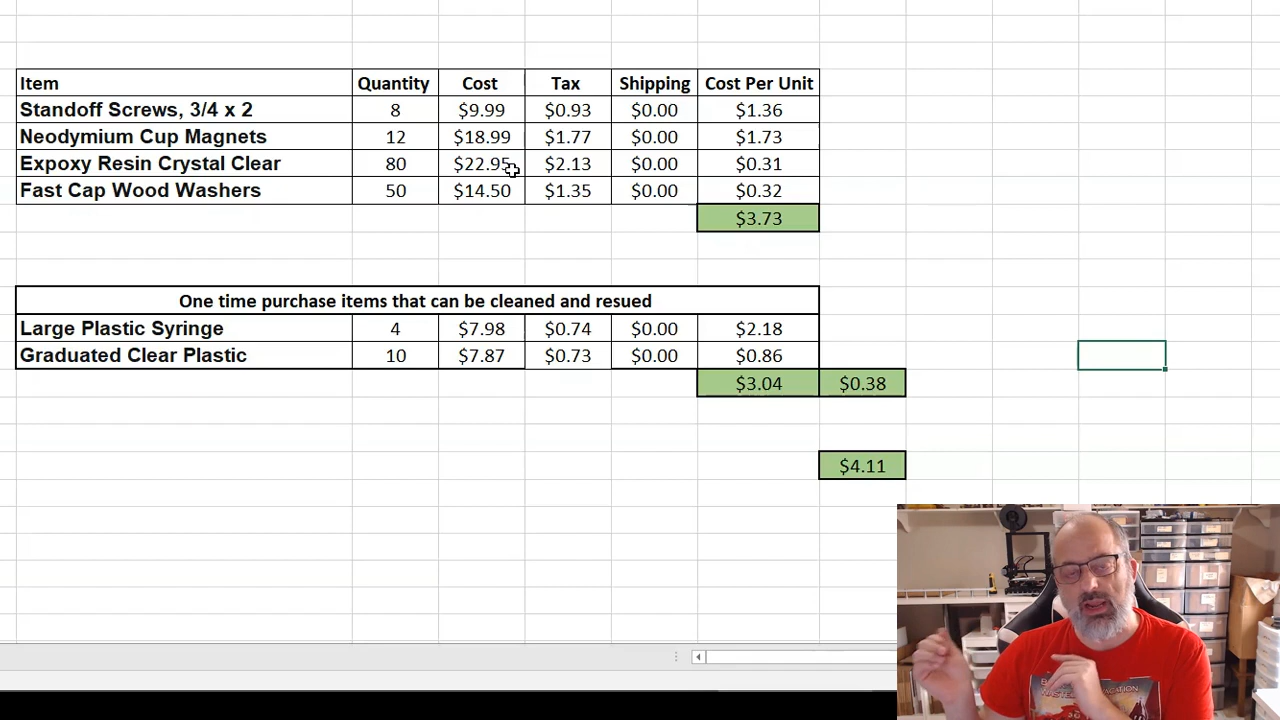 Item Quantity Cost Tax Shipping Cost Per Unit
Standoff Screws, 3/4 x 2 8 $9.99 $0.93 $0.00 $1.36
Neodymium Cup Magnets 12 $18.99 $1.77 $0.00 $1.73
Expoxy Resin Crystal Clear 80 $22.95 $2.13 $0.00 $0.31
Fast Cap Wood Washers 50 $14.50 $1.35 $0.00 $0.32
$3.73
One time purchase items that can be cleaned and resued
Large Plastic Syringe 4 $7.98 $0.74 $0.00 $2.18
Graduated Clear Plastic 10 $7.87 $0.73 $0.00 $0.86
$3.04 $0.38
$4.11